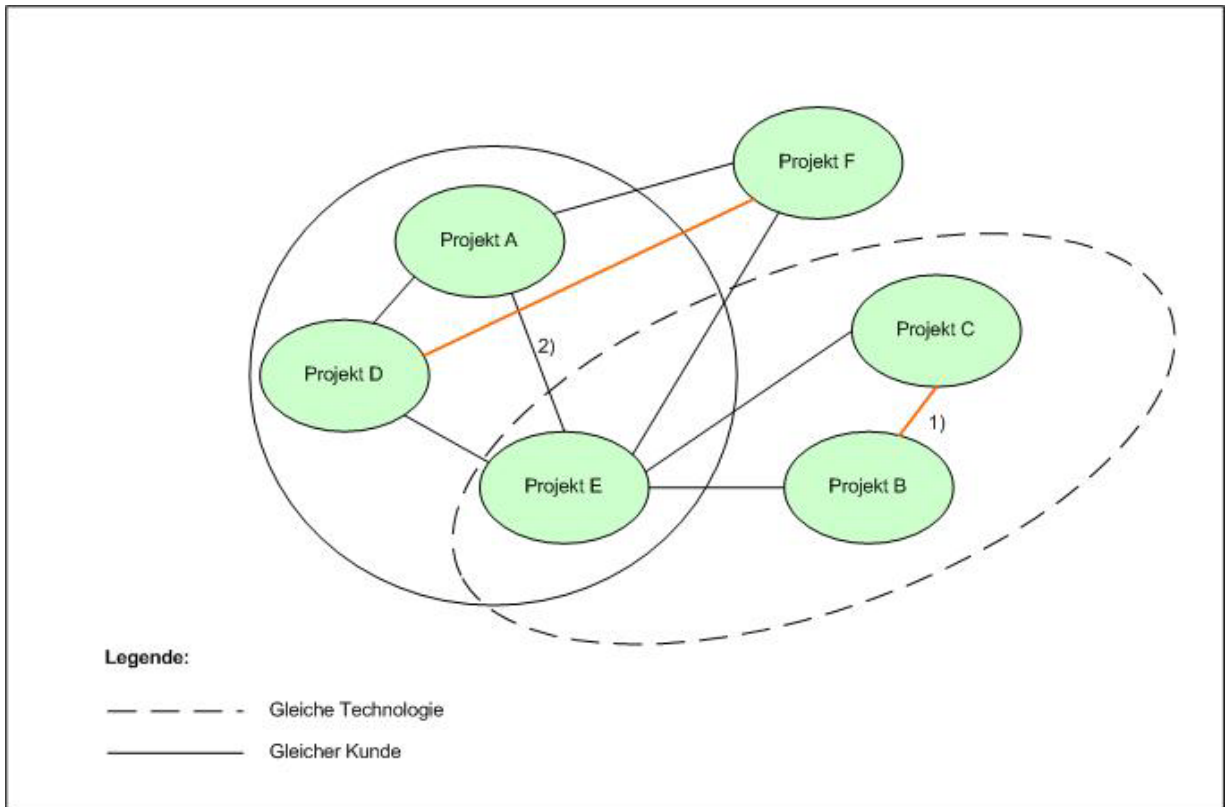 Projekt F
Projekt A
Projekt C
2)
Projekt D
1)
Projekt E
Projekt B
Legende:
Gleiche Technologie
Gleicher Kunde